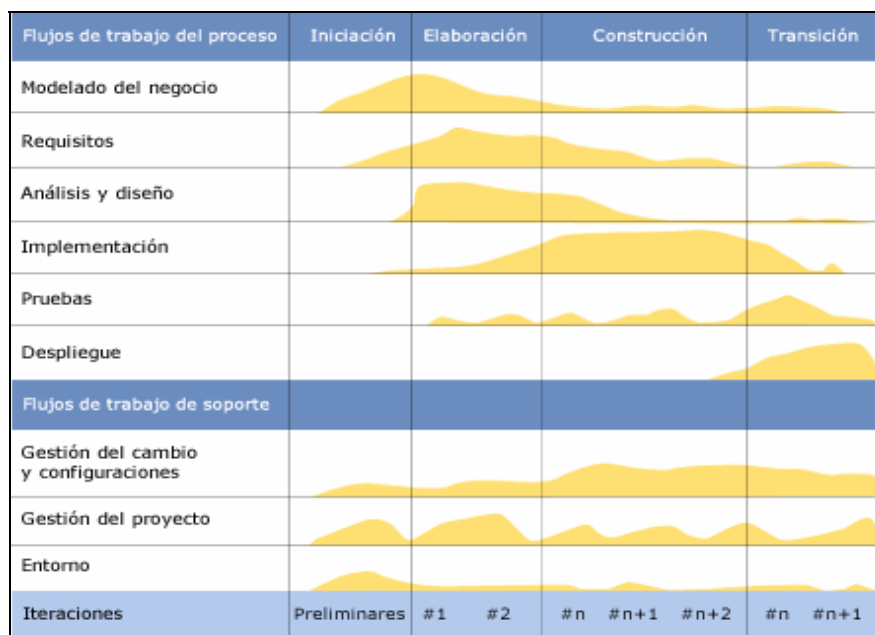 Flujos de trabajo del proceso Iniciación Elaboración Construcción Transición
Modelado del negocio
Requisitos
Análisis y diseño
Implementación
Pruebas
Despliegue
Flujos de trabajo de soporte
Gestión del cambio
y configuraciones
Gestión del proyecto
Entorno
Iteraciones Preliminares #1 #2 #n #n+1 #n+2 #n #n+1